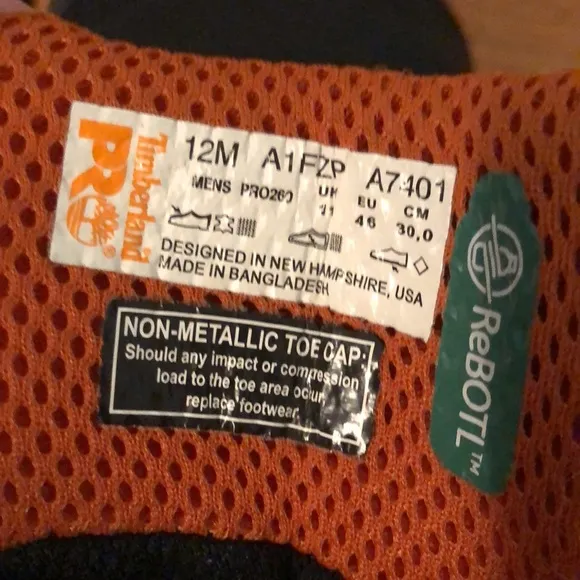 Timberland
PRO
12M A1FZP A7401
MENS PRO260 UK EU CM
11 46 30,0
DESIGNED IN NEW HAMPSHIRE, USA
MADE IN BANGLADESH
NON-METALLIC TOE CAP:
Should any impact or compression
load to the toe area occur,
replace footwear.
ReBOTL™